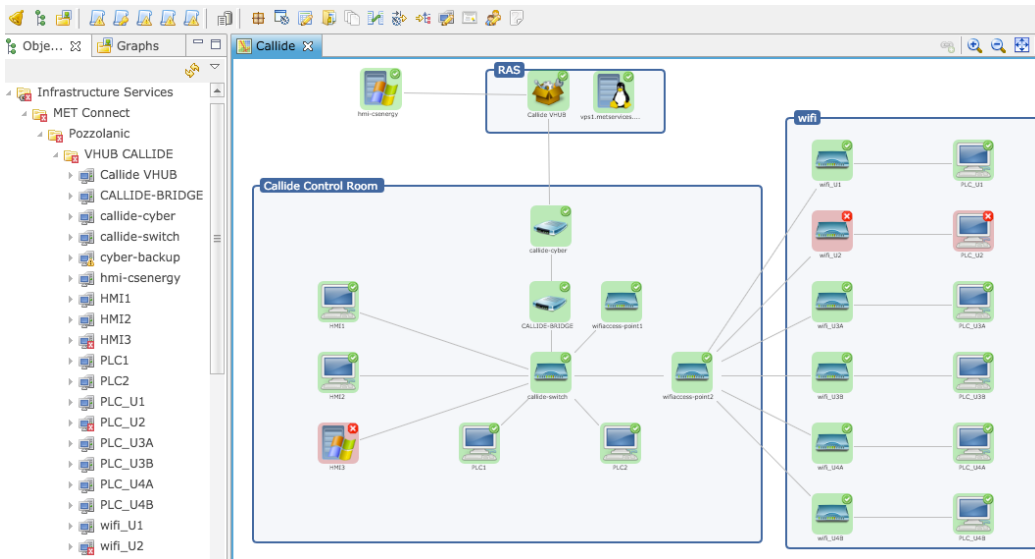 Obje...
Graphs
Callide
Infrastructure Services
MET Connect
Pozzolanic
VHUB CALLIDE
Callide VHUB
CALLIDE-BRIDGE
callide-cyber
callide-switch
cyber-backup
hmi-csenergy
HMI1
HMI2
HMI3
PLC1
PLC2
PLC_U1
PLC_U2
PLC_U3A
PLC_U3B
PLC_U4A
PLC_U4B
wifi_U1
wifi_U2
RAS
hmi-csenergy
Callide VHUB
vps1.metservices....
Callide Control Room
callide-cyber
HMI1
CALLIDE-BRIDGE
wifiaccess-point1
HMI2
callide-switch
wifiaccess-point2
HMI3
PLC1
PLC2
wifi
wifi_U1
PLC_U1
wifi_U2
PLC_U2
wifi_U3A
PLC_U3A
wifi_U3B
PLC_U3B
wifi_U4A
PLC_U4A
wifi_U4B
PLC_U4B